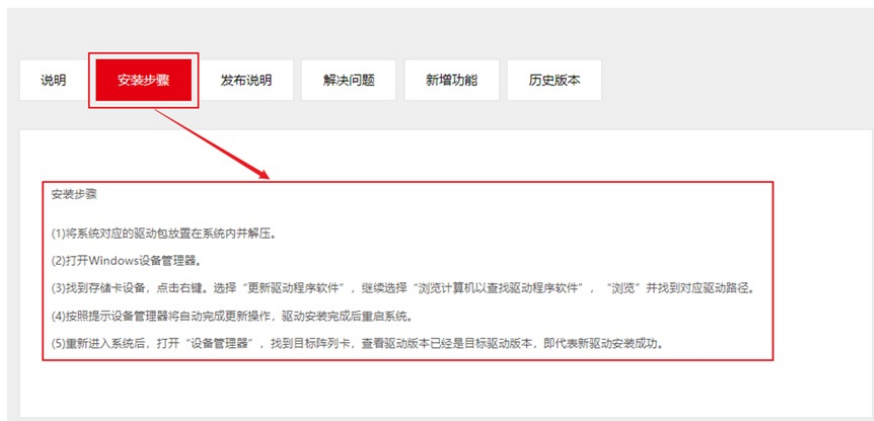 说明 安装步骤 发布说明 解决问题 新增功能 历史版本
安装步骤
(1)将系统对应的驱动包放置在系统内并解压。
(2)打开Windows设备管理器。
(3)找到存储卡设备，点击右键。选择“更新驱动程序软件”，继续选择“浏览计算机以查找驱动程序软件”，“浏览”并找到对应驱动路径。
(4)按照提示设备管理器将自动完成更新操作，驱动安装完成后重启系统。
(5)重新进入系统后，打开“设备管理器”，找到目标阵列卡，查看驱动版本已经是目标驱动版本，即代表新驱动安装成功。